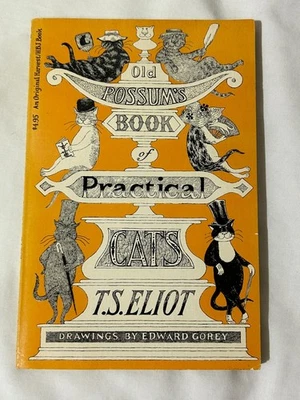 Old
POSSUM'S
BOOK
of
Practical
CATS
T.S. ELIOT
DRAWINGS BY EDWARD GOREY
$4.95 An Original Harvest/HBJ Book